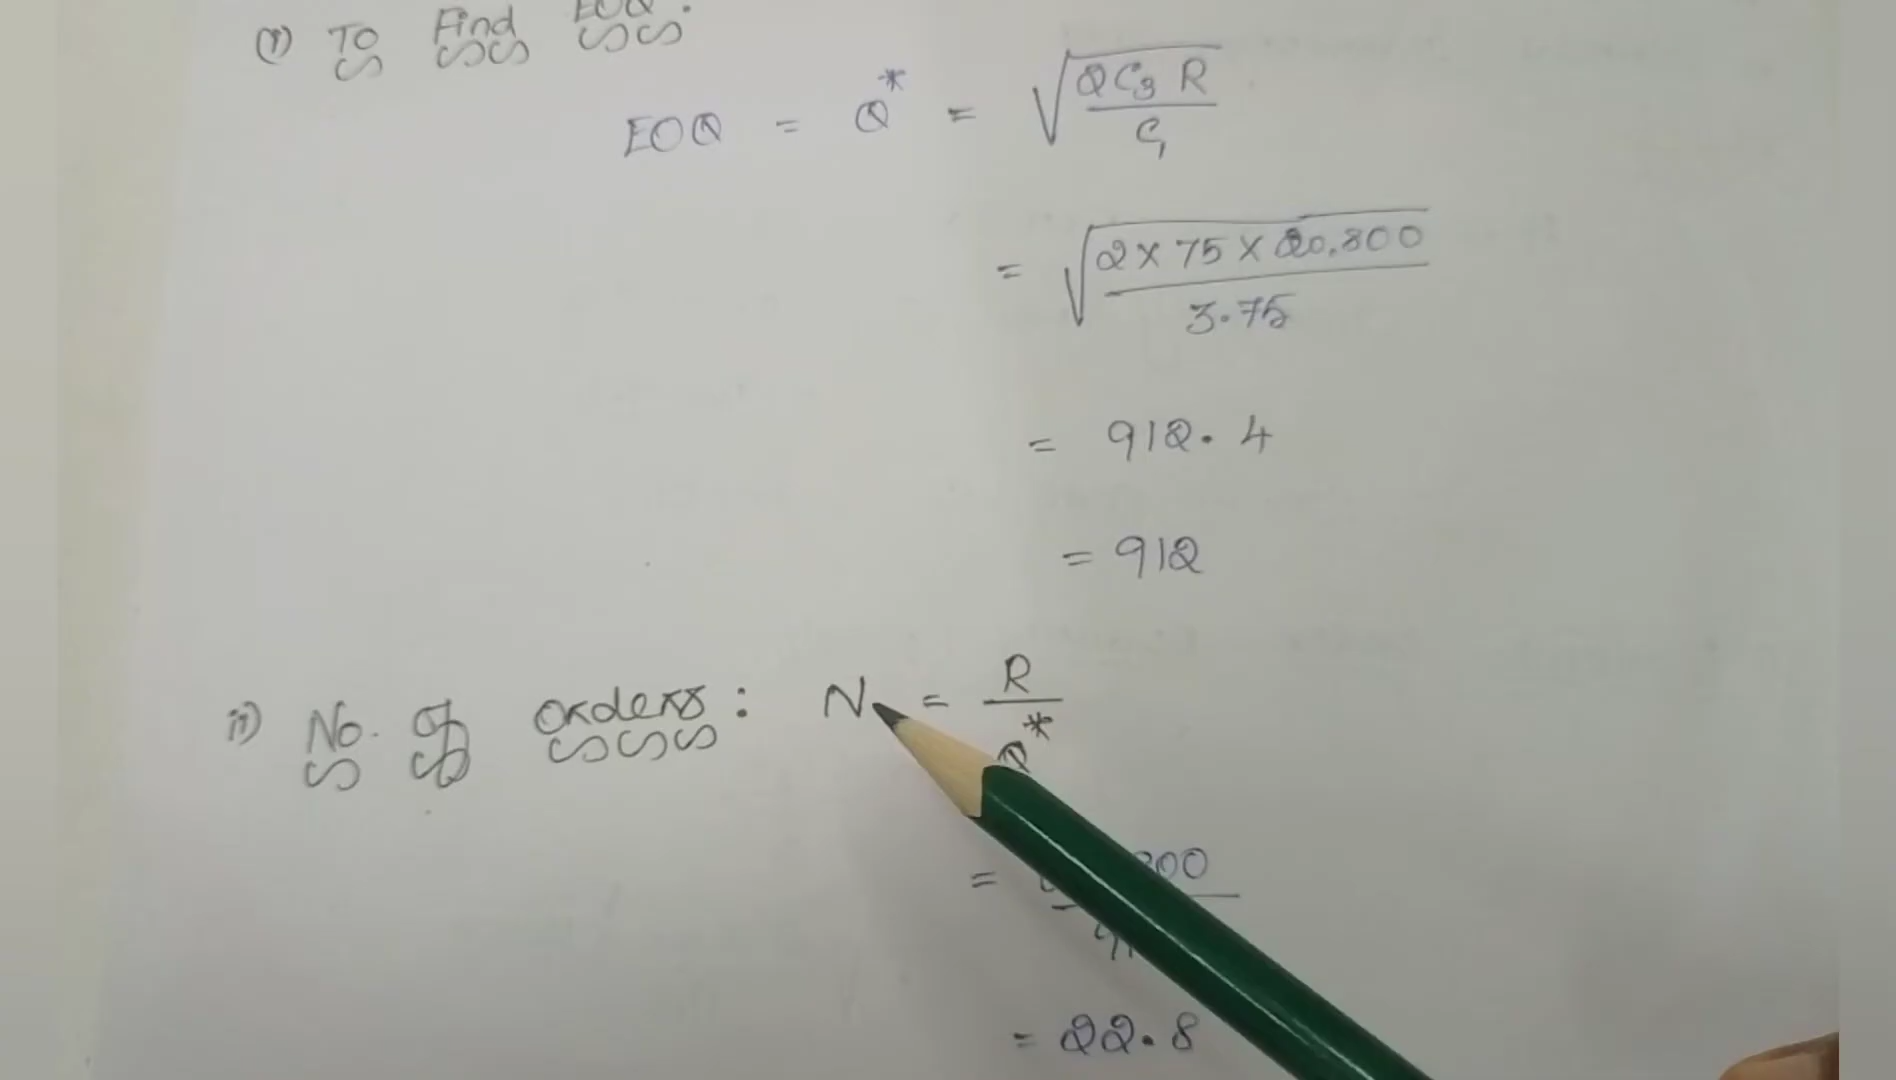 (i) To Find EOQ:
EOQ = Q* = √(2C₃R / C₁)
= √(2 × 75 × 20,800 / 3.75)
= 912.4
= 912
ii) No. of orders: N = R / Q*
=
= 22.8